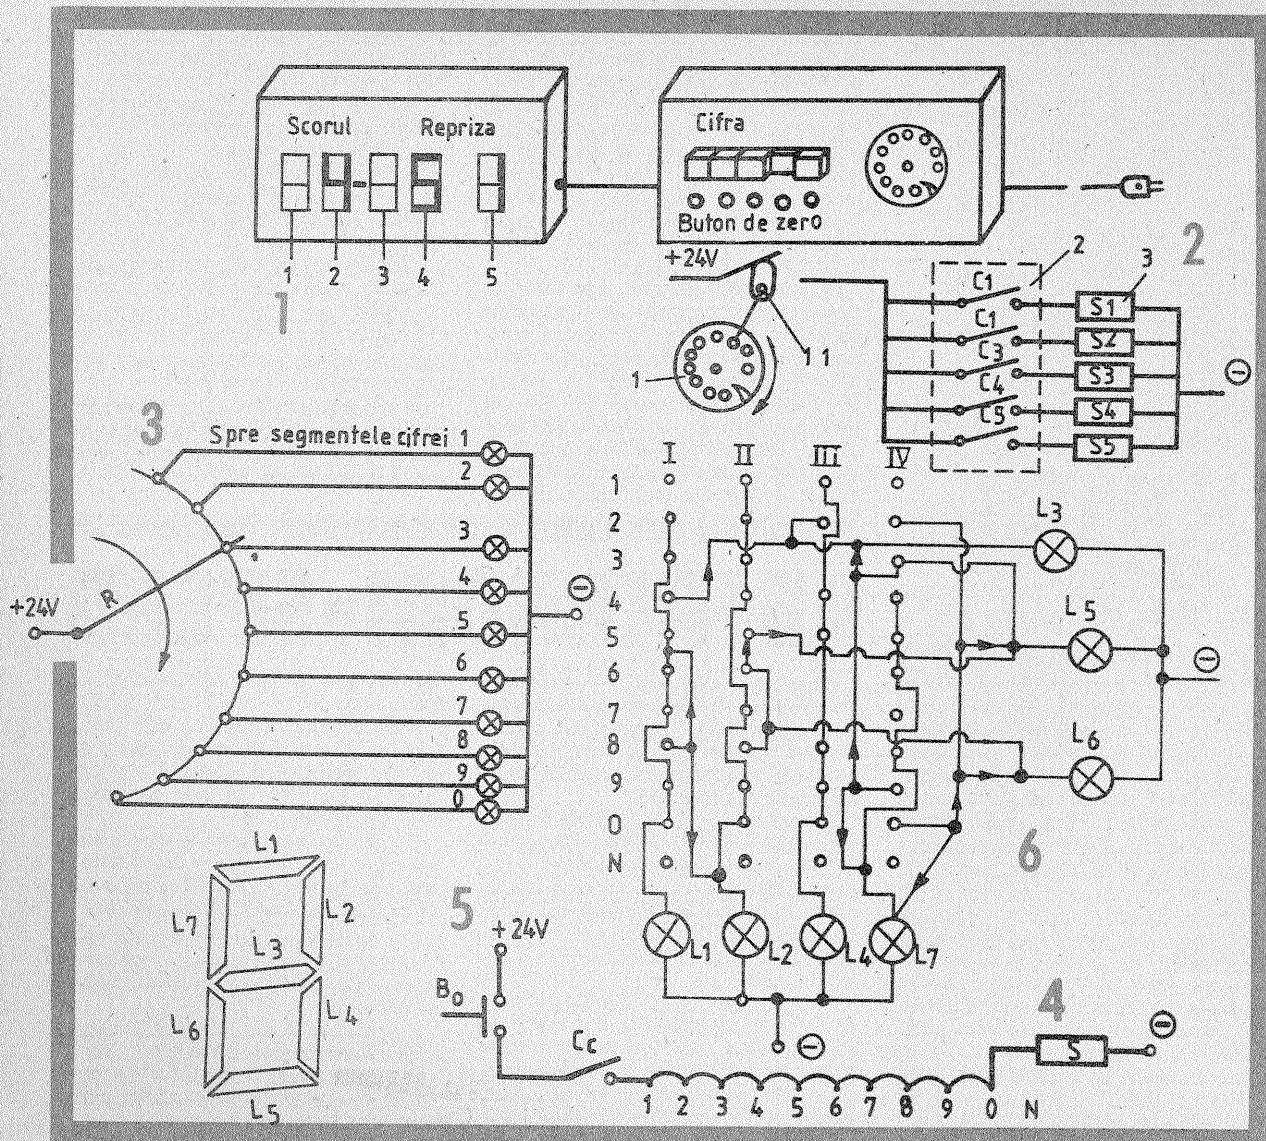 Scorul Repriza
1 2 3 4 5
1
Cifra
Buton de zero
+24V
1
11
2
C1
C1
C3
C4
C5
2
3
S1
S2
S3
S4
S5
⊖
3
Spre segmentele cifrei 1
2
3
4
5
6
7
8
9
0
+24V
R
⊖
I II III IV
1
2
3
4
5
6
7
8
9
0
N
L3
L5
L6
⊖
6
L1 L2 L4 L7
⊖
L1
L7
L2
L3
L6
L4
L5
5
+24V
B0
Cc
4
S
⊖
1 2 3 4 5 6 7 8 9 0 N